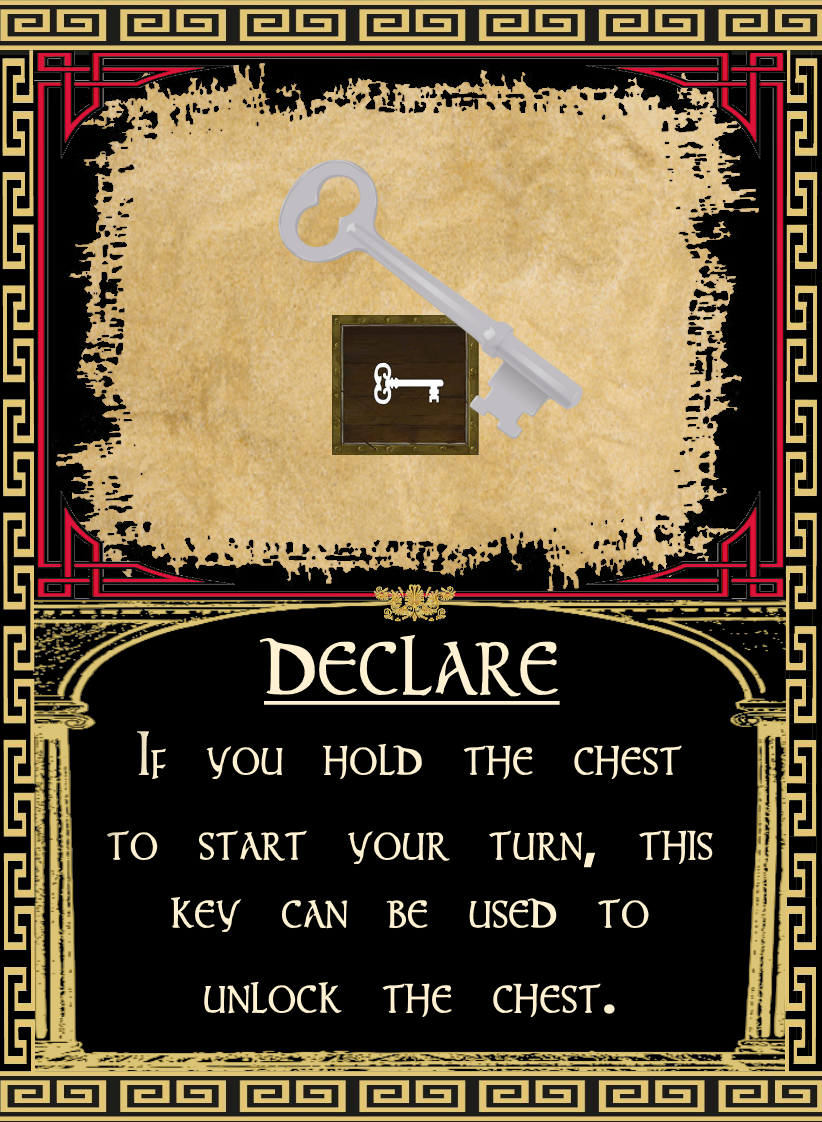 Declare
If you hold the chest
to start your turn, this
key can be used to
unlock the chest.